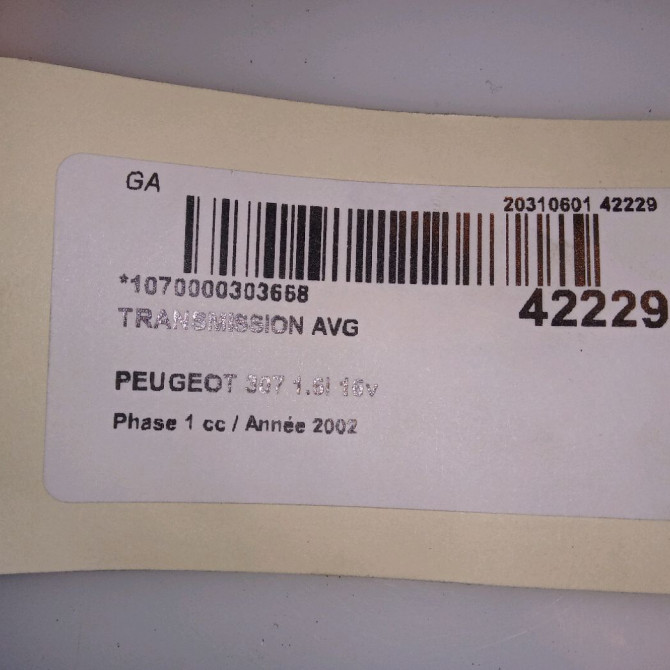 GA
20310601 42229
*1070000303668
42229
TRANSMISSION AVG
PEUGEOT 307 1.6i 16v
Phase 1 cc / Année 2002